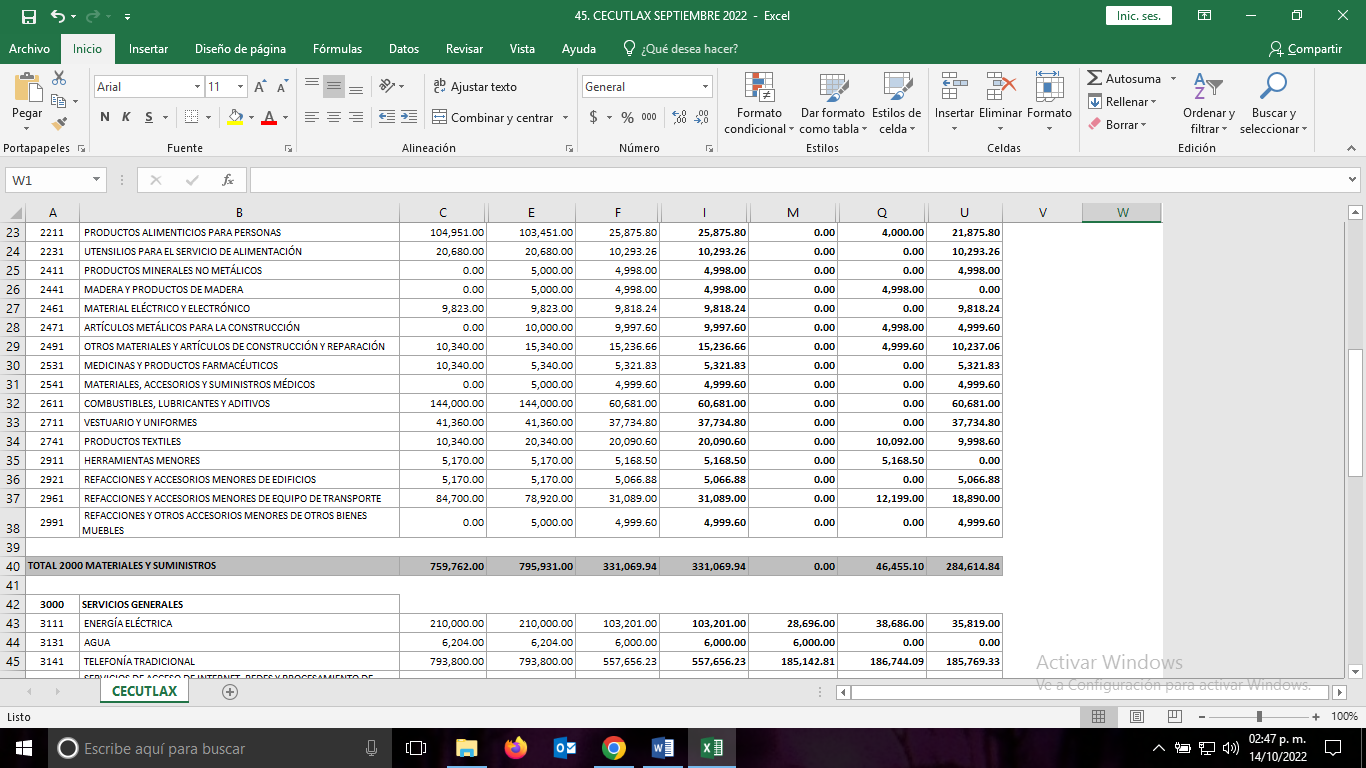 45. CECUTLAX SEPTIEMBRE 2022 - Excel Inic. ses.
Archivo Inicio Insertar Diseño de página Fórmulas Datos Revisar Vista Ayuda ¿Qué desea hacer? Compartir
Pegar
Portapapeles
Arial 11
N K S
Fuente
Ajustar texto
Combinar y centrar
Alineación
General
$ % 000
Número
Formato condicional
Dar formato como tabla
Estilos de celda
Estilos
Insertar Eliminar Formato
Celdas
Autosuma
Rellenar
Borrar
Ordenar y filtrar
Buscar y seleccionar
Edición
W1 fx
A B C E F I M Q U V W
23 2211 PRODUCTOS ALIMENTICIOS PARA PERSONAS 104,951.00 103,451.00 25,875.80 25,875.80 0.00 4,000.00 21,875.80
24 2231 UTENSILIOS PARA EL SERVICIO DE ALIMENTACIÓN 20,680.00 20,680.00 10,293.26 10,293.26 0.00 0.00 10,293.26
25 2411 PRODUCTOS MINERALES NO METÁLICOS 0.00 5,000.00 4,998.00 4,998.00 0.00 0.00 4,998.00
26 2441 MADERA Y PRODUCTOS DE MADERA 0.00 5,000.00 4,998.00 4,998.00 0.00 4,998.00 0.00
27 2461 MATERIAL ELÉCTRICO Y ELECTRÓNICO 9,823.00 9,823.00 9,818.24 9,818.24 0.00 0.00 9,818.24
28 2471 ARTÍCULOS METÁLICOS PARA LA CONSTRUCCIÓN 0.00 10,000.00 9,997.60 9,997.60 0.00 4,998.00 4,999.60
29 2491 OTROS MATERIALES Y ARTÍCULOS DE CONSTRUCCIÓN Y REPARACIÓN 10,340.00 15,340.00 15,236.66 15,236.66 0.00 4,999.60 10,237.06
30 2531 MEDICINAS Y PRODUCTOS FARMACÉUTICOS 10,340.00 5,340.00 5,321.83 5,321.83 0.00 0.00 5,321.83
31 2541 MATERIALES, ACCESORIOS Y SUMINISTROS MÉDICOS 0.00 5,000.00 4,999.60 4,999.60 0.00 0.00 4,999.60
32 2611 COMBUSTIBLES, LUBRICANTES Y ADITIVOS 144,000.00 144,000.00 60,681.00 60,681.00 0.00 0.00 60,681.00
33 2711 VESTUARIO Y UNIFORMES 41,360.00 41,360.00 37,734.80 37,734.80 0.00 0.00 37,734.80
34 2741 PRODUCTOS TEXTILES 10,340.00 20,340.00 20,090.60 20,090.60 0.00 10,092.00 9,998.60
35 2911 HERRAMIENTAS MENORES 5,170.00 5,170.00 5,168.50 5,168.50 0.00 5,168.50 0.00
36 2921 REFACCIONES Y ACCESORIOS MENORES DE EDIFICIOS 5,170.00 5,170.00 5,066.88 5,066.88 0.00 0.00 5,066.88
37 2961 REFACCIONES Y ACCESORIOS MENORES DE EQUIPO DE TRANSPORTE 84,700.00 78,920.00 31,089.00 31,089.00 0.00 12,199.00 18,890.00
38 2991 REFACCIONES Y OTROS ACCESORIOS MENORES DE OTROS BIENES
MUEBLES 0.00 5,000.00 4,999.60 4,999.60 0.00 0.00 4,999.60
39
40 TOTAL 2000 MATERIALES Y SUMINISTROS 759,762.00 795,931.00 331,069.94 331,069.94 0.00 46,455.10 284,614.84
41
42 3000 SERVICIOS GENERALES
43 3111 ENERGÍA ELÉCTRICA 210,000.00 210,000.00 103,201.00 103,201.00 28,696.00 38,686.00 35,819.00
44 3131 AGUA 6,204.00 6,204.00 6,000.00 6,000.00 6,000.00 0.00 0.00
45 3141 TELEFONÍA TRADICIONAL 793,800.00 793,800.00 557,656.23 557,656.23 185,142.81 186,744.09 185,769.33
SERVICIOS DE ACCESO DE INTERNET, REDES Y PROCESAMIENTO DE
Activar Windows
Ve a Configuración para activar Windows.
CECUTLAX
Listo 100%
Escribe aquí para buscar
02:47 p. m.
14/10/2022